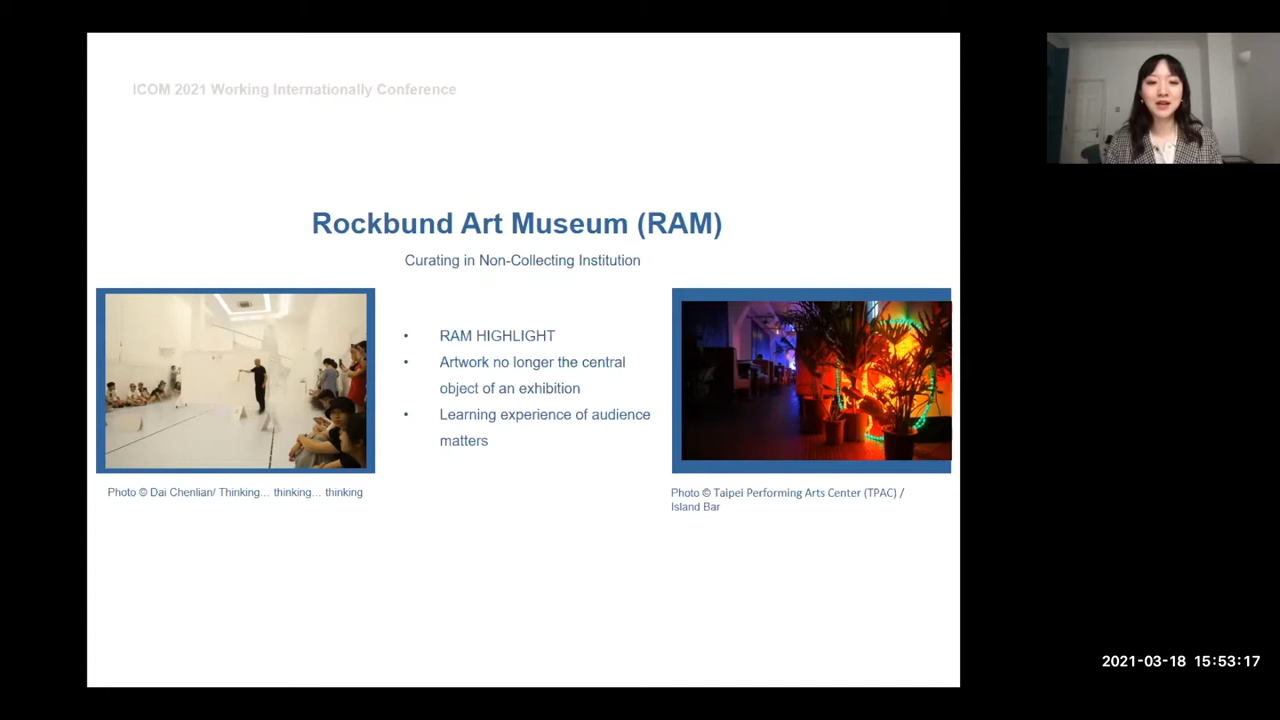 ICOM 2021 Working Internationally Conference
Rockbund Art Museum (RAM)
Curating in Non-Collecting Institution
• RAM HIGHLIGHT
• Artwork no longer the central
object of an exhibition
• Learning experience of audience
matters
Photo © Dai Chenlian/ Thinking... thinking... thinking
Photo © Taipei Performing Arts Center (TPAC) /
Island Bar
2021-03-18 15:53:17